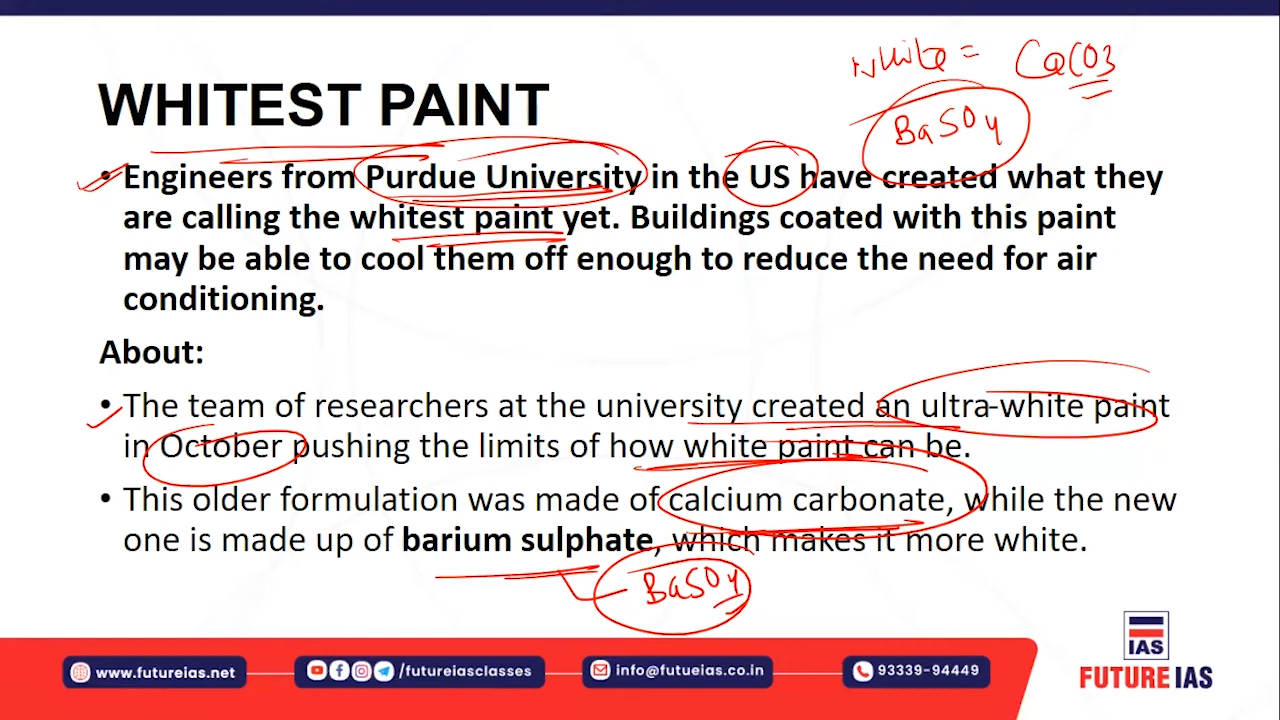 white = CaCO3
BaSO4
WHITEST PAINT
• Engineers from Purdue University in the US have created what they
are calling the whitest paint yet. Buildings coated with this paint
may be able to cool them off enough to reduce the need for air
conditioning.
About:
• The team of researchers at the university created an ultra-white paint
in October pushing the limits of how white paint can be.
• This older formulation was made of calcium carbonate, while the new
one is made up of barium sulphate, which makes it more white.
BaSO4
www.futureias.net
/futureiasclasses
info@futueias.co.in
93339-94449
IAS
FUTURE IAS